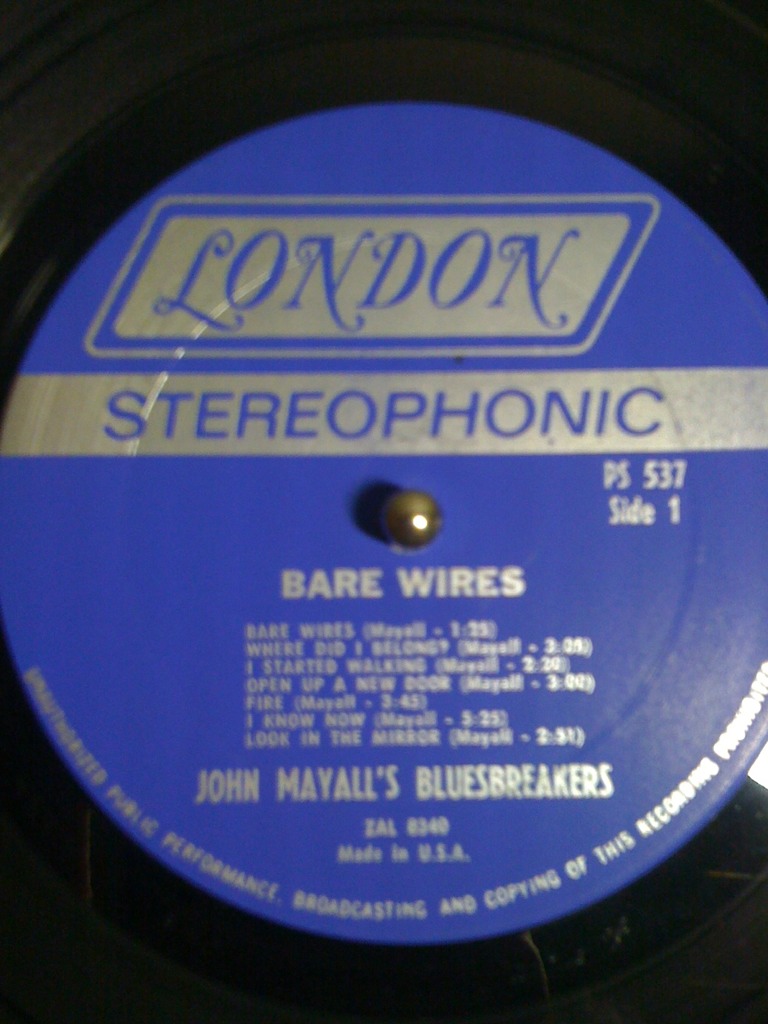 LONDON
STEREOPHONIC
PS 537
Side 1
BARE WIRES
BARE WIRES (Mayall - 1:25)
WHERE DID I BELONG? (Mayall - 3:05)
I STARTED WALKING (Mayall - 2:20)
OPEN UP A NEW DOOR (Mayall - 3:00)
FIRE (Mayall - 3:45)
I KNOW NOW (Mayall - 5:25)
LOOK IN THE MIRROR (Mayall - 2:51)
JOHN MAYALL'S BLUESBREAKERS
ZAL 8340
Made in U.S.A.
UNAUTHORIZED PUBLIC PERFORMANCE, BROADCASTING AND COPYING OF THIS RECORDING PROHIBITED